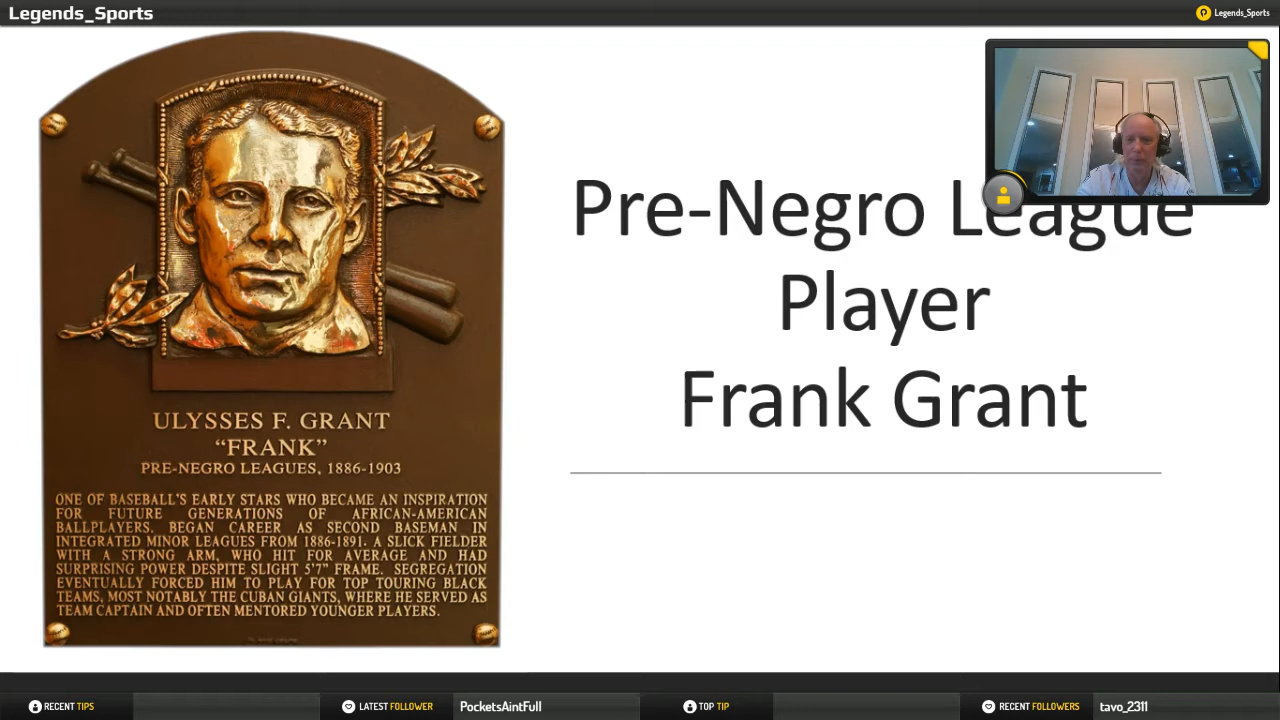 Legends_Sports
Legends_Sports
Pre-Negro League
Player
Frank Grant
ULYSSES F. GRANT
“FRANK”
PRE-NEGRO LEAGUES, 1886-1903
ONE OF BASEBALL'S EARLY STARS WHO BECAME AN INSPIRATION
FOR FUTURE GENERATIONS OF AFRICAN-AMERICAN
BALLPLAYERS. BEGAN CAREER AS SECOND BASEMAN IN
INTEGRATED MINOR LEAGUES FROM 1886-1891. A SLICK FIELDER
WITH A STRONG ARM, WHO HIT FOR AVERAGE AND HAD
SURPRISING POWER DESPITE SLIGHT 5'7" FRAME. SEGREGATION
EVENTUALLY FORCED HIM TO PLAY FOR TOP TOURING BLACK
TEAMS, MOST NOTABLY THE CUBAN GIANTS, WHERE HE SERVED AS
TEAM CAPTAIN AND OFTEN MENTORED YOUNGER PLAYERS.
RECENT TIPS
LATEST FOLLOWER PocketsAintFull
TOP TIP
RECENT FOLLOWERS tavo_2311